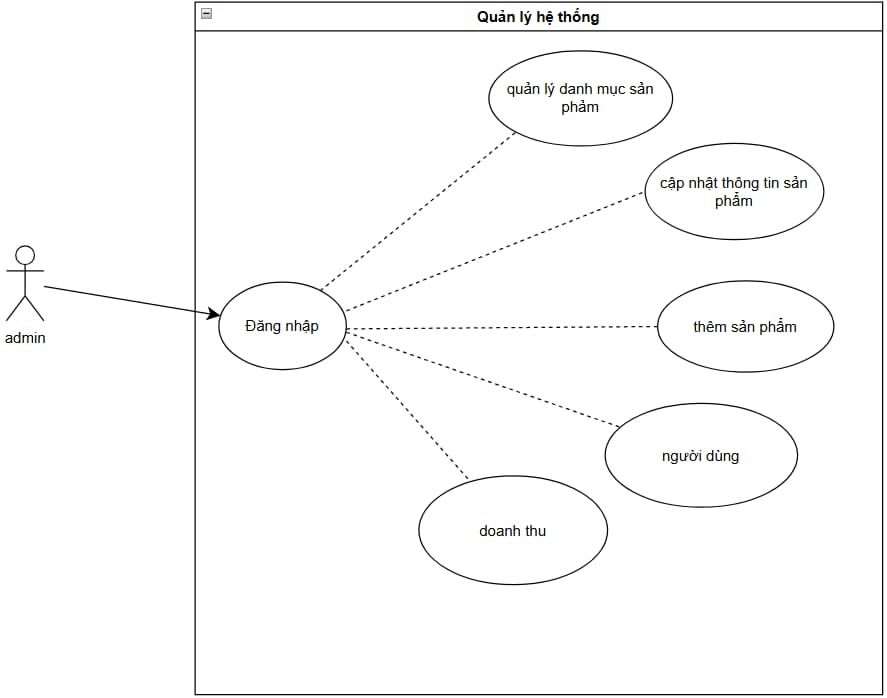 Quản lý hệ thống
quản lý danh mục sản
phảm
cập nhật thông tin sản
phẩm
admin
Đăng nhập
thêm sản phẩm
người dùng
doanh thu